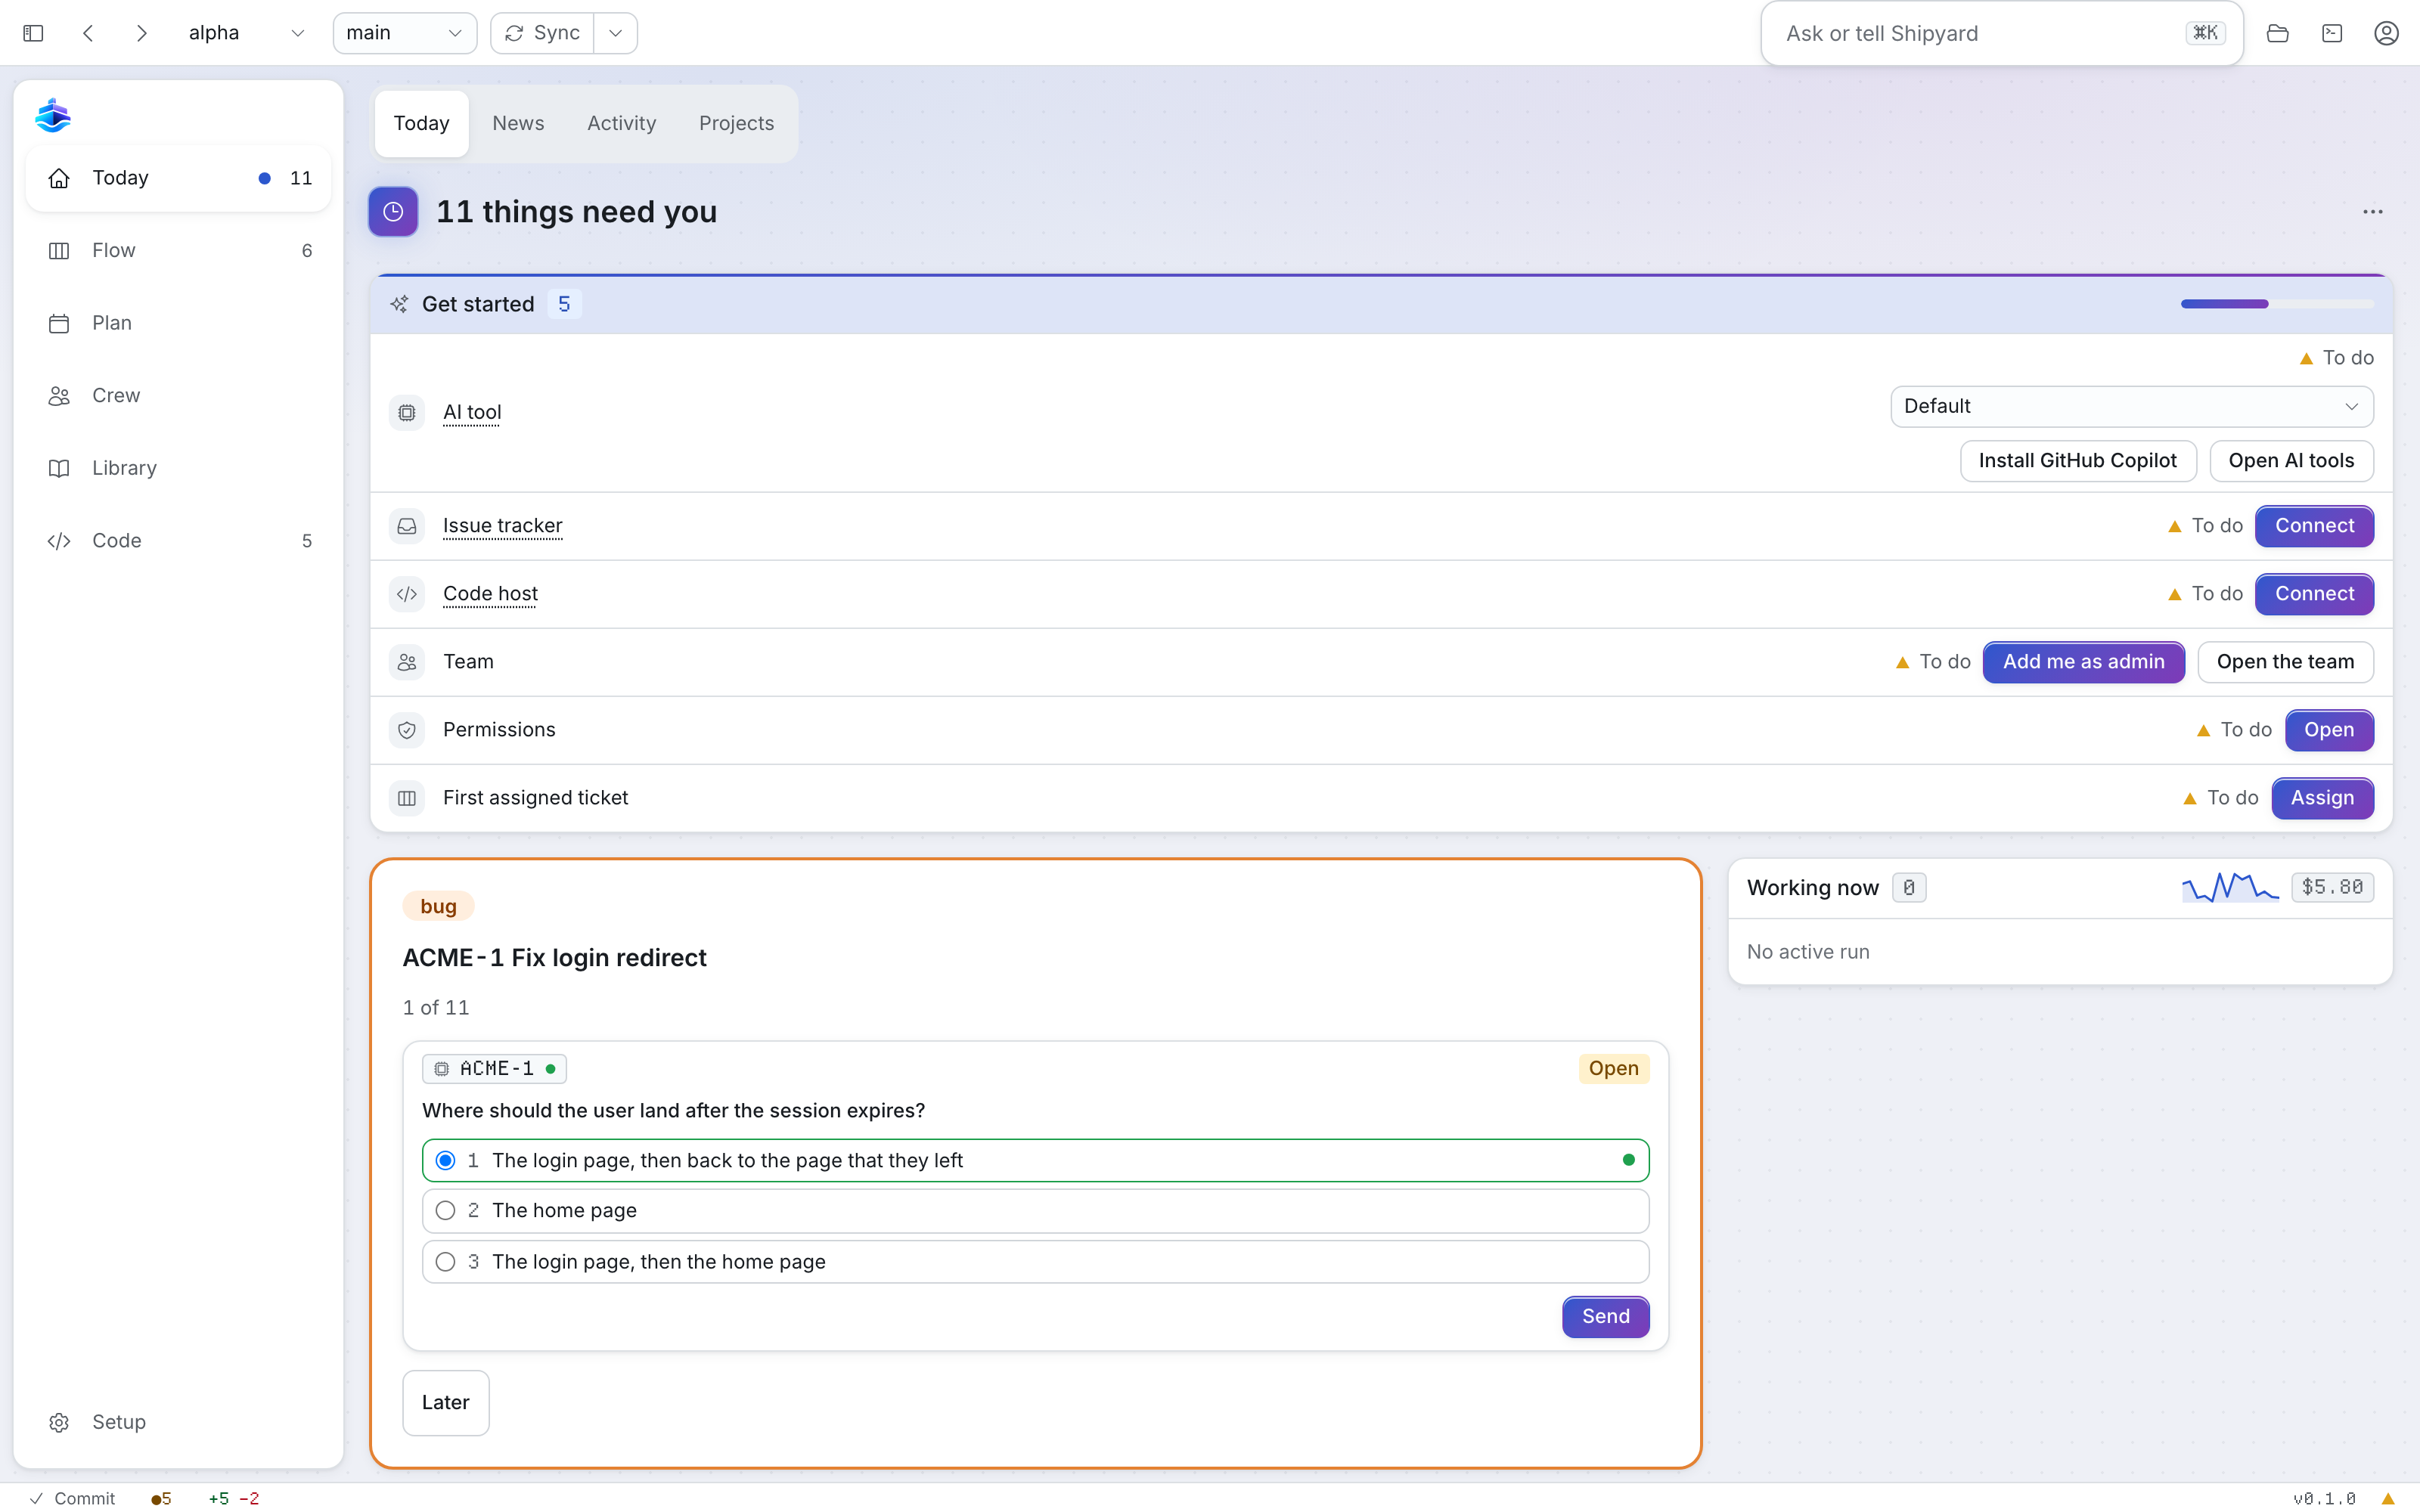 alpha
main
Sync
Ask or tell Shipyard
⌘K
Today 11
Flow 6
Plan
Crew
Library
Code 5
Setup
Today News Activity Projects
11 things need you
Get started 5
To do
AI tool
Default
Install GitHub Copilot
Open AI tools
Issue tracker To do Connect
Code host To do Connect
Team To do Add me as admin Open the team
Permissions To do Open
First assigned ticket To do Assign
bug
ACME-1 Fix login redirect
1 of 11
ACME-1 Open
Where should the user land after the session expires?
1 The login page, then back to the page that they left
2 The home page
3 The login page, then the home page
Send
Later
Working now 0 $5.80
No active run
Commit 5 +5 -2
v0.1.0